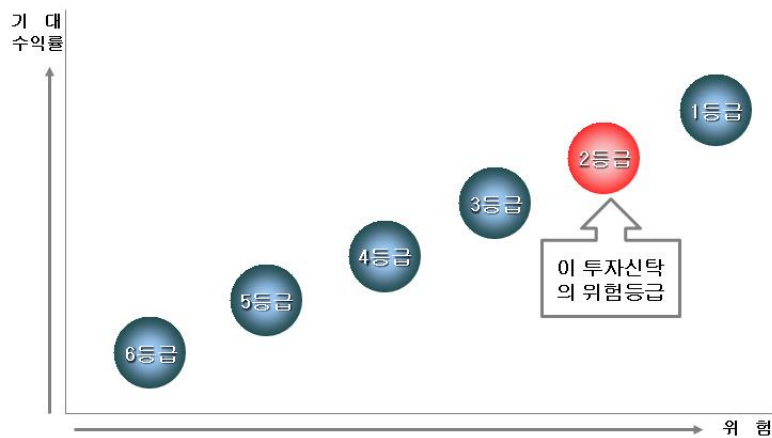 기 대
수익률
1등급
2등급
3등급
4등급
5등급
6등급
이 투자신탁
의 위험등급
위 험